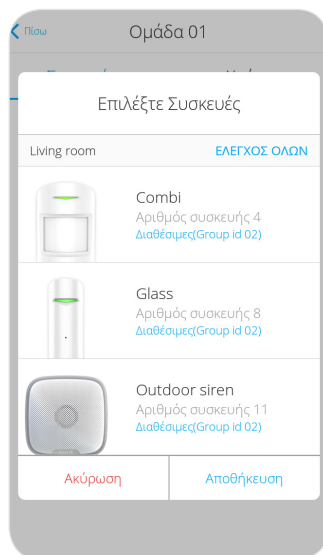 Πίσω
Ομάδα 01
Επιλέξτε Συσκευές
Living room
ΕΛΕΓΧΟΣ ΟΛΩΝ
Combi
Αριθμός συσκευής 4
Διαθέσιμες(Group id 02)
Glass
Αριθμός συσκευής 8
Διαθέσιμες(Group id 02)
Outdoor siren
Αριθμός συσκευής 11
Διαθέσιμες(Group id 02)
Ακύρωση
Αποθήκευση